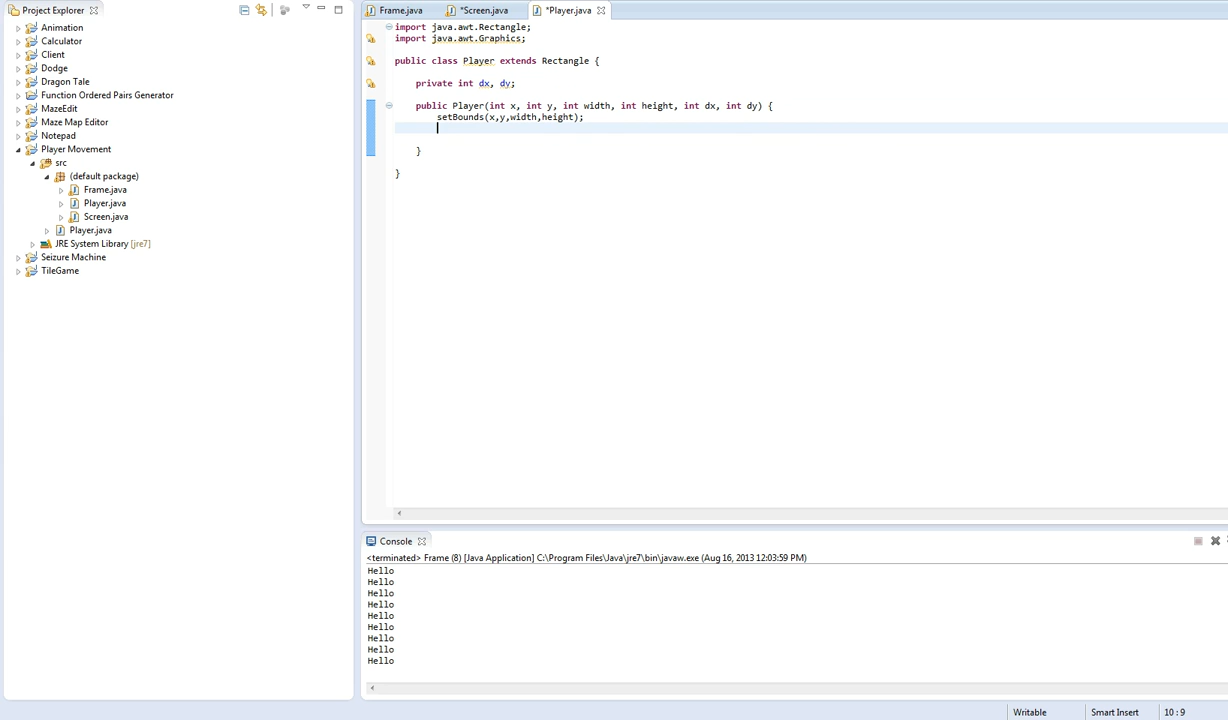 Project Explorer
Animation
Calculator
Client
Dodge
Dragon Tale
Function Ordered Pairs Generator
MazeEdit
Maze Map Editor
Notepad
Player Movement
src
(default package)
Frame.java
Player.java
Screen.java
Player.java
JRE System Library [jre7]
Seizure Machine
TileGame
Frame.java *Screen.java *Player.java
import java.awt.Rectangle;
import java.awt.Graphics;
public class Player extends Rectangle {
private int dx, dy;
public Player(int x, int y, int width, int height, int dx, int dy) {
setBounds(x,y,width,height);
}
}
Console
<terminated> Frame (8) [Java Application] C:\Program Files\Java\jre7\bin\javaw.exe (Aug 16, 2013 12:03:59 PM)
Hello
Hello
Hello
Hello
Hello
Hello
Hello
Hello
Hello
Writable Smart Insert 10 : 9